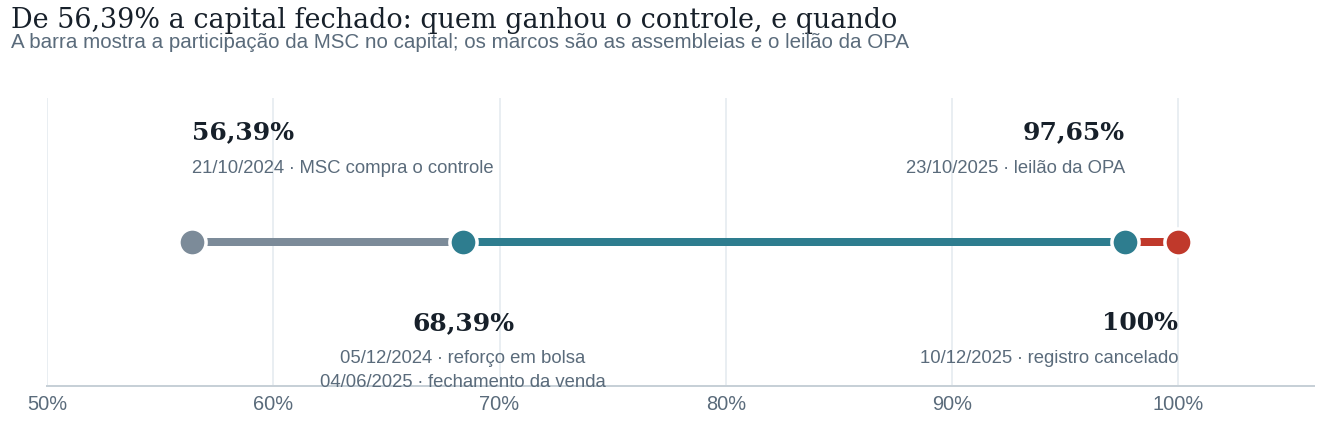 De 56,39% a capital fechado: quem ganhou o controle, e quando
A barra mostra a participação da MSC no capital; os marcos são as assembleias e o leilão da OPA
56,39%
21/10/2024 · MSC compra o controle
97,65%
23/10/2025 · leilão da OPA
68,39%
05/12/2024 · reforço em bolsa
04/06/2025 · fechamento da venda
100%
10/12/2025 · registro cancelado
50%
60%
70%
80%
90%
100%